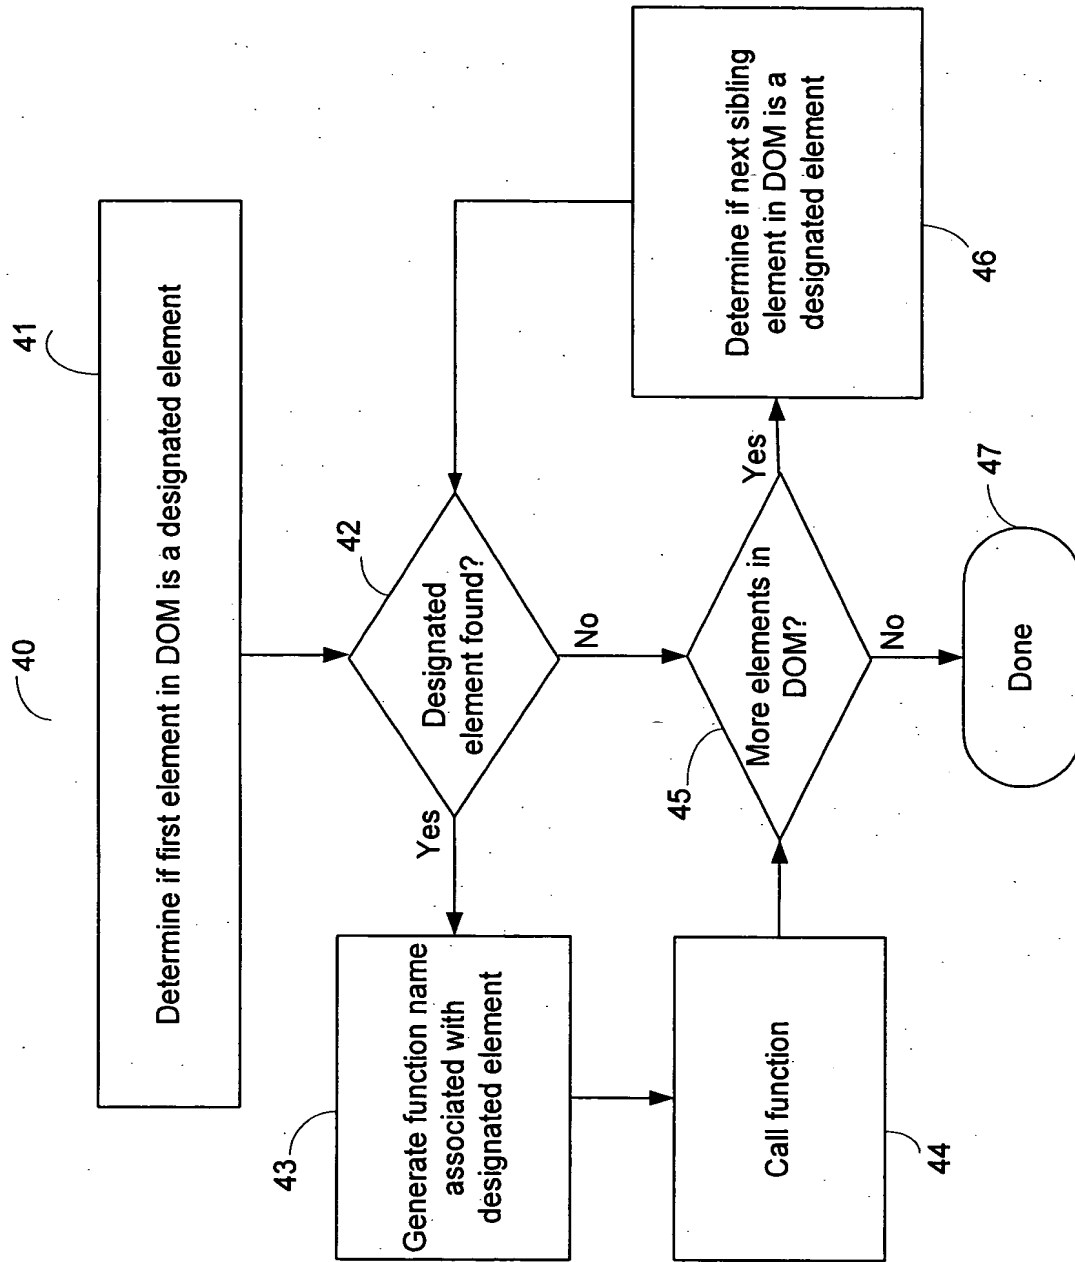 40
41
Determine if first element in DOM is a designated element
42
Designated
element found?
Yes
No
43
Generate function name
associated with
designated element
44
Call function
45
More elements in
DOM?
Yes
No
46
Determine if next sibling
element in DOM is a
designated element
47
Done